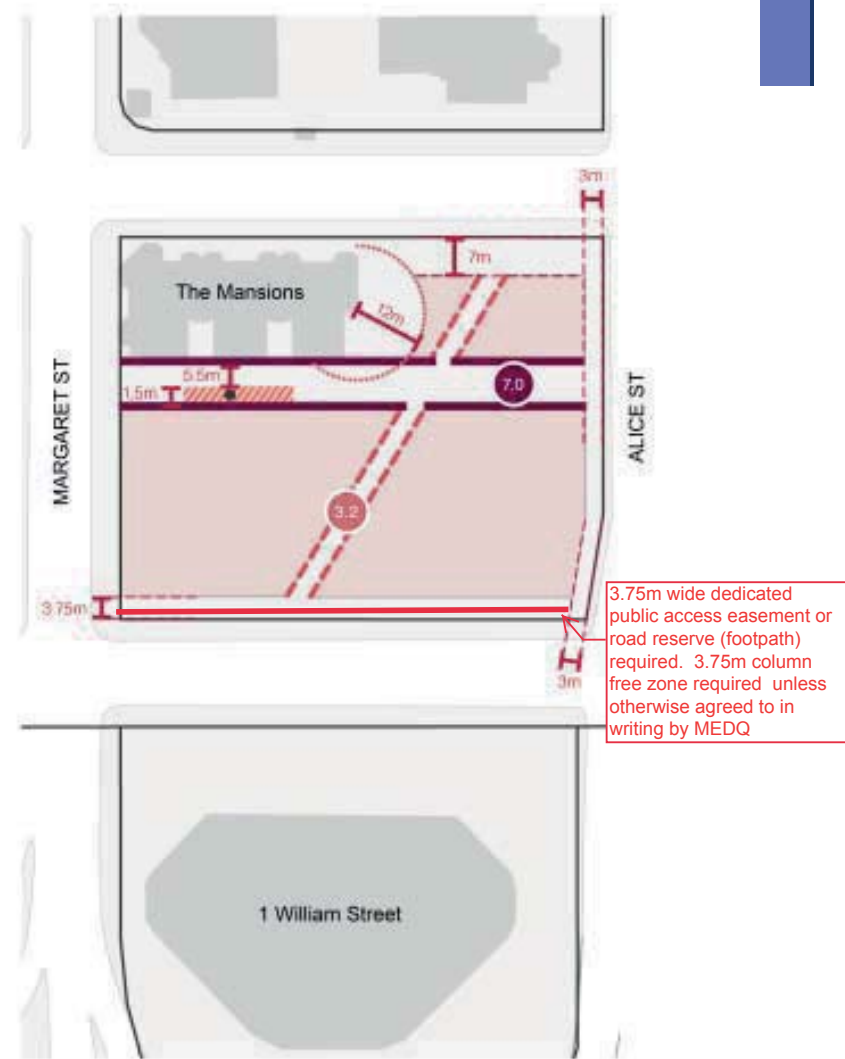 3m
7m
The Mansions
12m
5.5m
1.5m
7.0
MARGARET ST
ALICE ST
3.2
3.75m
3.75m wide dedicated
public access easement or
road reserve (footpath)
required. 3.75m column
free zone required unless
otherwise agreed to in
writing by MEDQ
3m
1 William Street